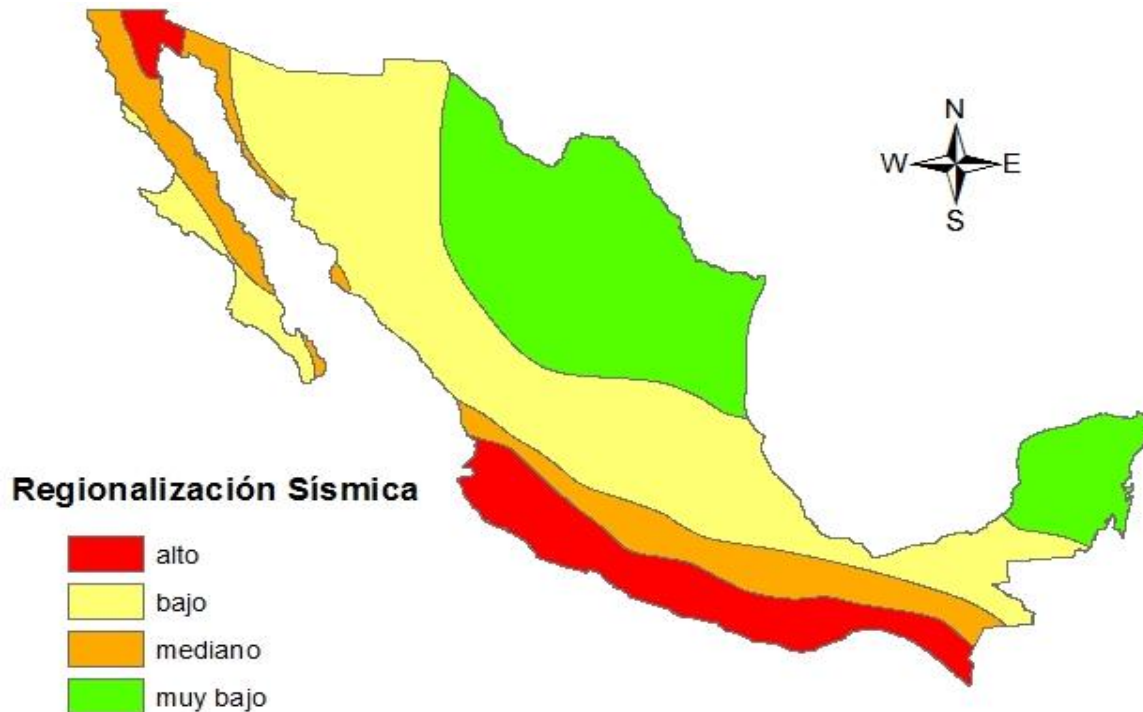 N
W E
S
Regionalización Sísmica
alto
bajo
mediano
muy bajo